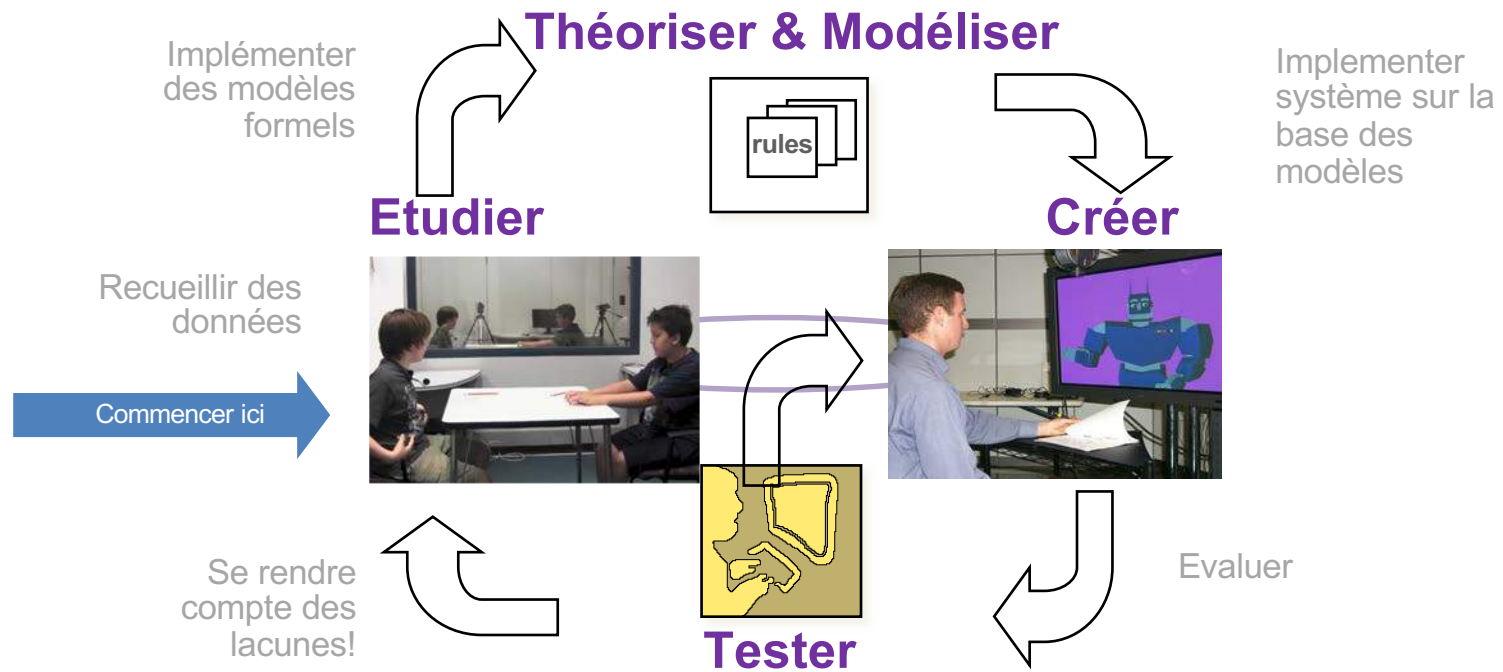 Théoriser & Modéliser
Implémenter
des modèles
formels
Implementer
système sur la
base des
modèles
rules
Etudier
Créer
Recueillir des
données
Commencer ici
Se rendre
compte des
lacunes!
Evaluer
Tester